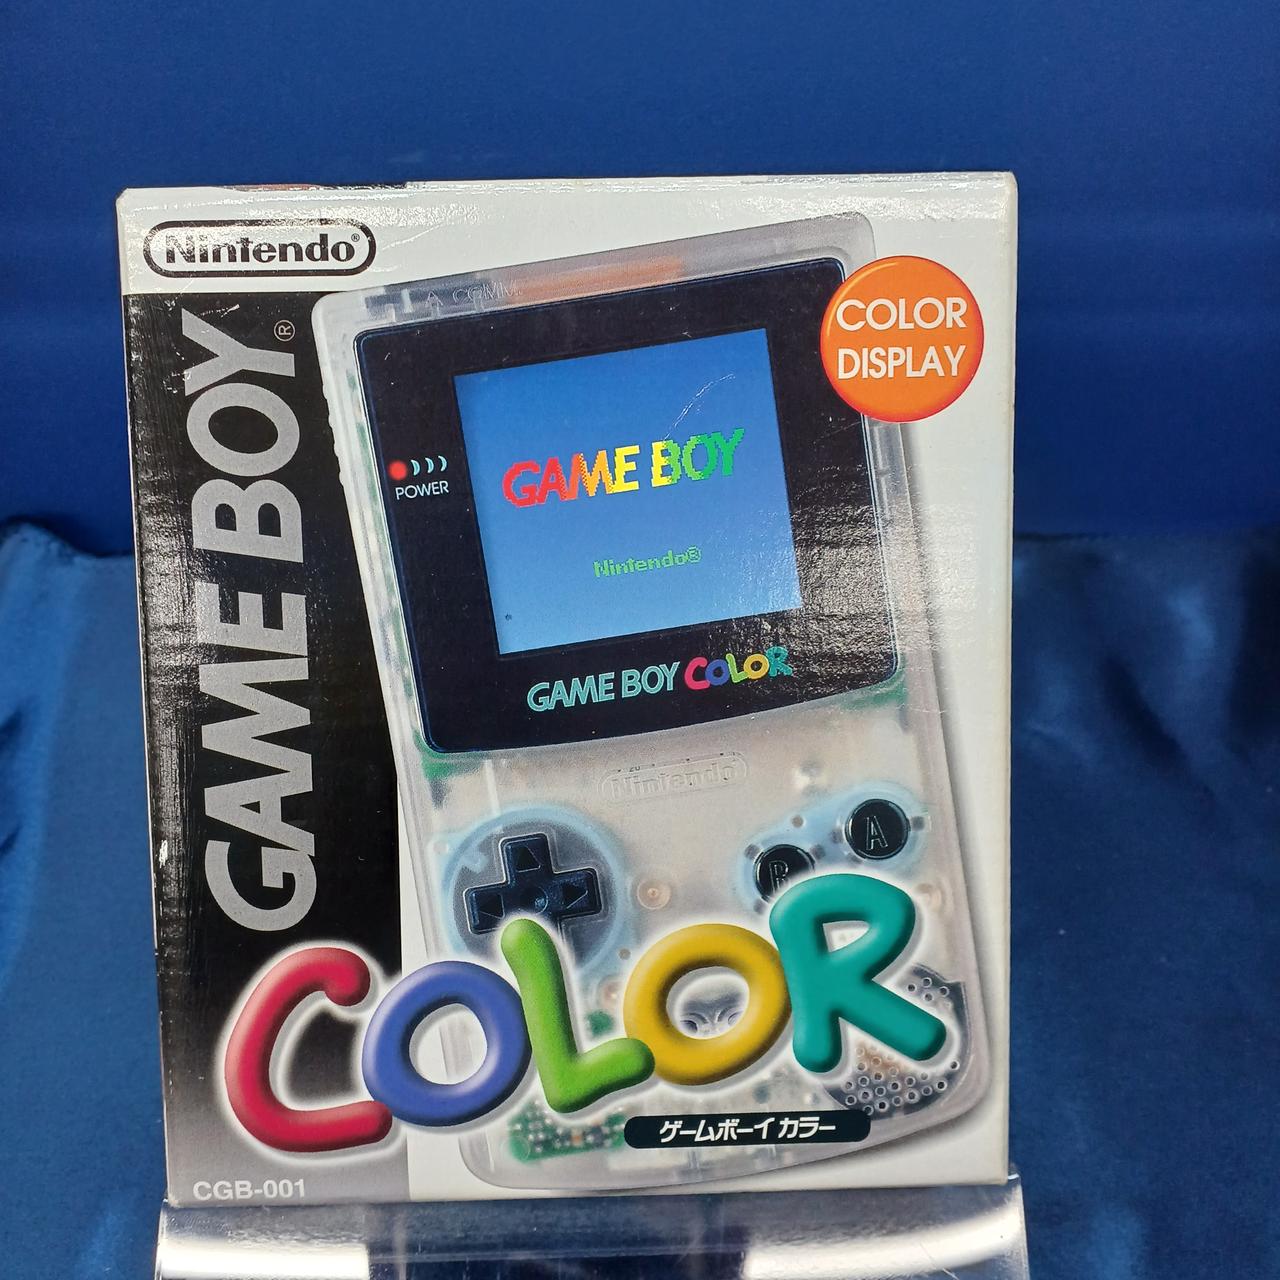 Nintendo®
GAME BOY®
COLOR
DISPLAY
COMM.
POWER
GAME BOY
Nintendo®
GAME BOY COLOR
Nintendo
A
B
COLOR
ゲームボーイカラー
CGB-001